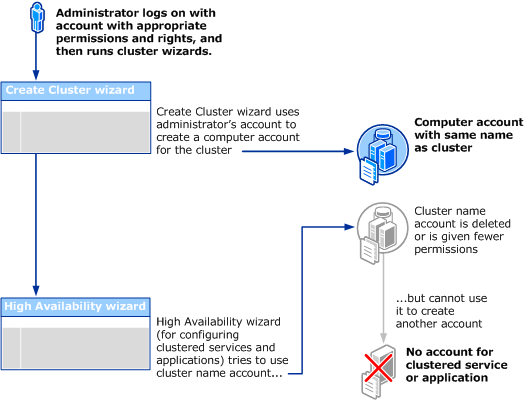 Administrator logs on with
account with appropriate
permissions and rights, and
then runs cluster wizards.
Create Cluster wizard
Create Cluster wizard uses
administrator's account to
create a computer account
for the cluster
Computer account
with same name
as cluster
Cluster name
account is deleted
or is given fewer
permissions
...but cannot use
it to create
another account
High Availability wizard
High Availability wizard
(for configuring
clustered services and
applications) tries to use
cluster name account...
No account for
clustered service
or application